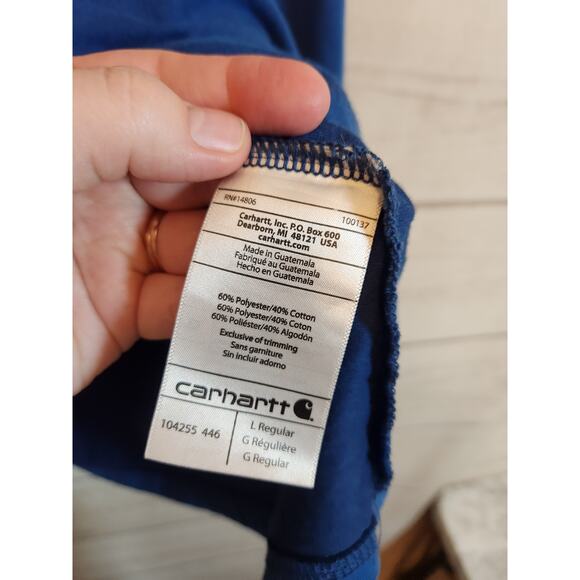 RN#14806 100137
Carhartt, Inc. P.O. Box 600
Dearborn, MI 48121 USA
carhartt.com
Made in Guatemala
Fabriqué au Guatemala
Hecho en Guatemala
60% Polyester/40% Cotton
60% Polyester/40% Coton
60% Poliéster/40% Algodón
Exclusive of trimming
Sans garniture
Sin incluir adorno
carhartt
104255 446
L Regular
G Régulière
G Regular